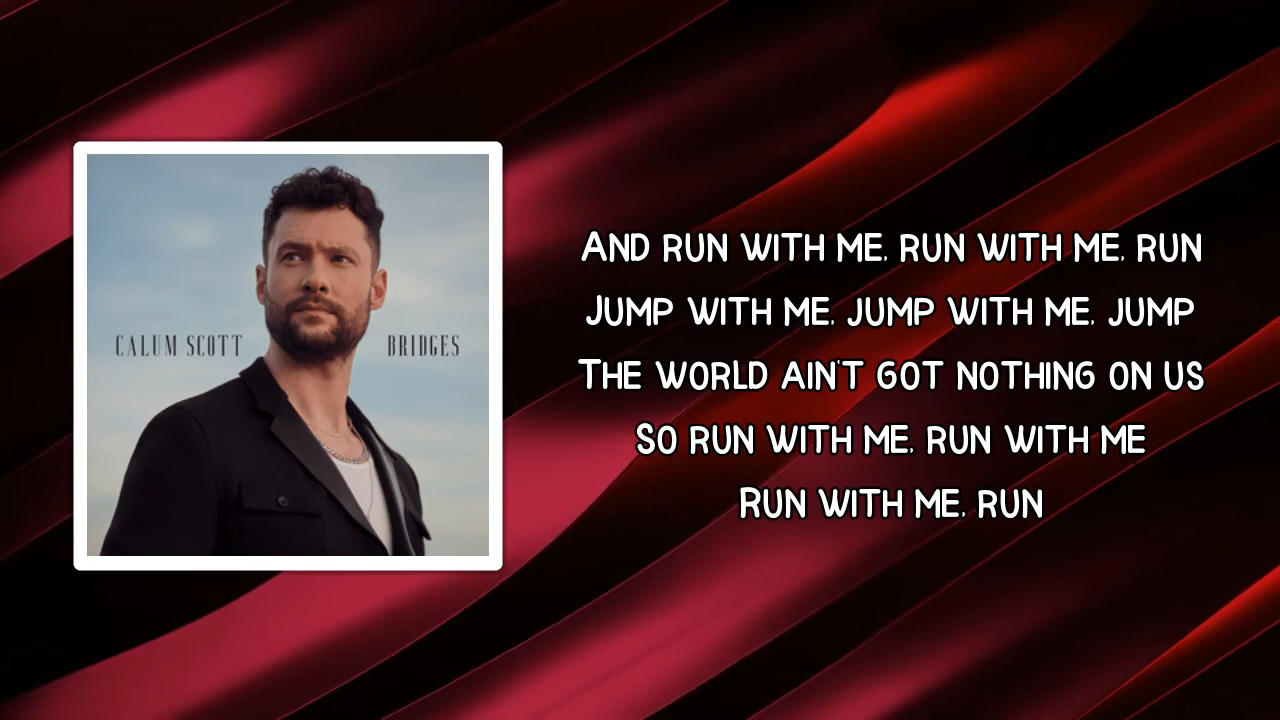 CALUM SCOTT BRIDGES
AND RUN WITH ME, RUN WITH ME, RUN
JUMP WITH ME, JUMP WITH ME, JUMP
THE WORLD AIN'T GOT NOTHING ON US
SO RUN WITH ME, RUN WITH ME
RUN WITH ME, RUN